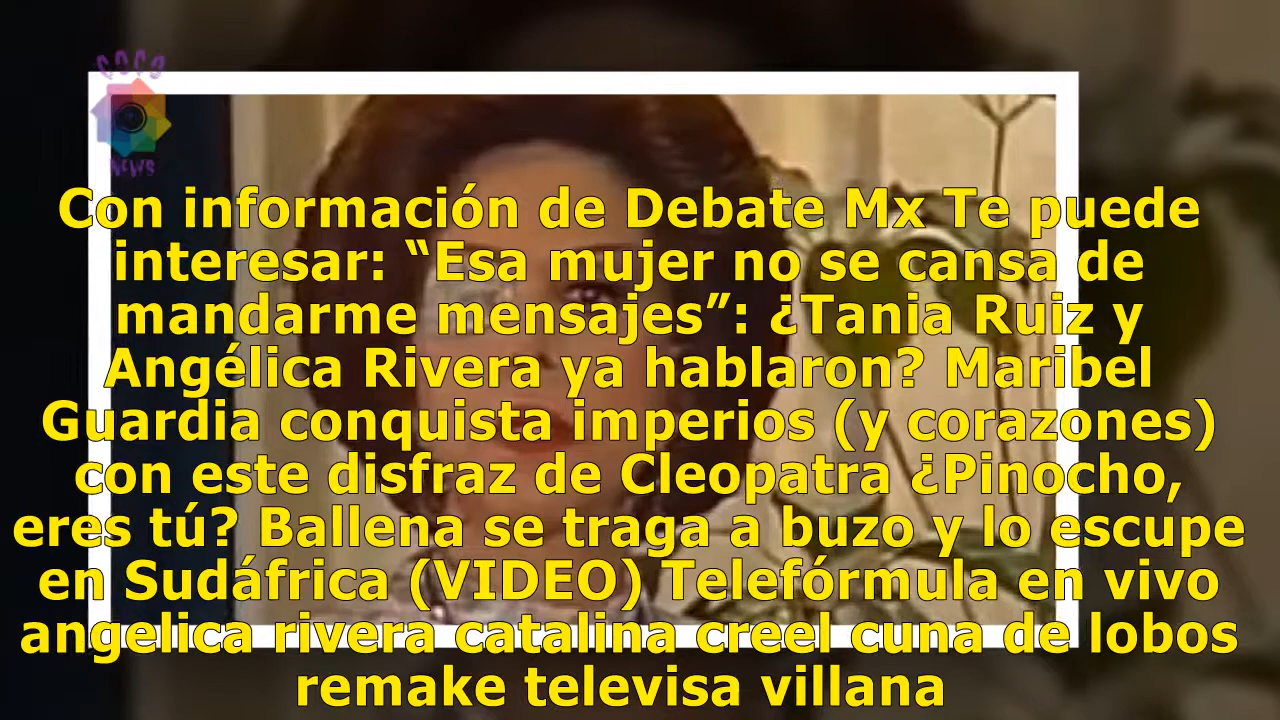 COCO
NEWS
Con información de Debate Mx Te puede
interesar: “Esa mujer no se cansa de
mandarme mensajes”: ¿Tania Ruiz y
Angélica Rivera ya hablaron? Maribel
Guardia conquista imperios (y corazones)
con este disfraz de Cleopatra ¿Pinocho,
eres tú? Ballena se traga a buzo y lo escupe
en Sudáfrica (VIDEO) Telefórmula en vivo
angelica rivera catalina creel cuna de lobos
remake televisa villana